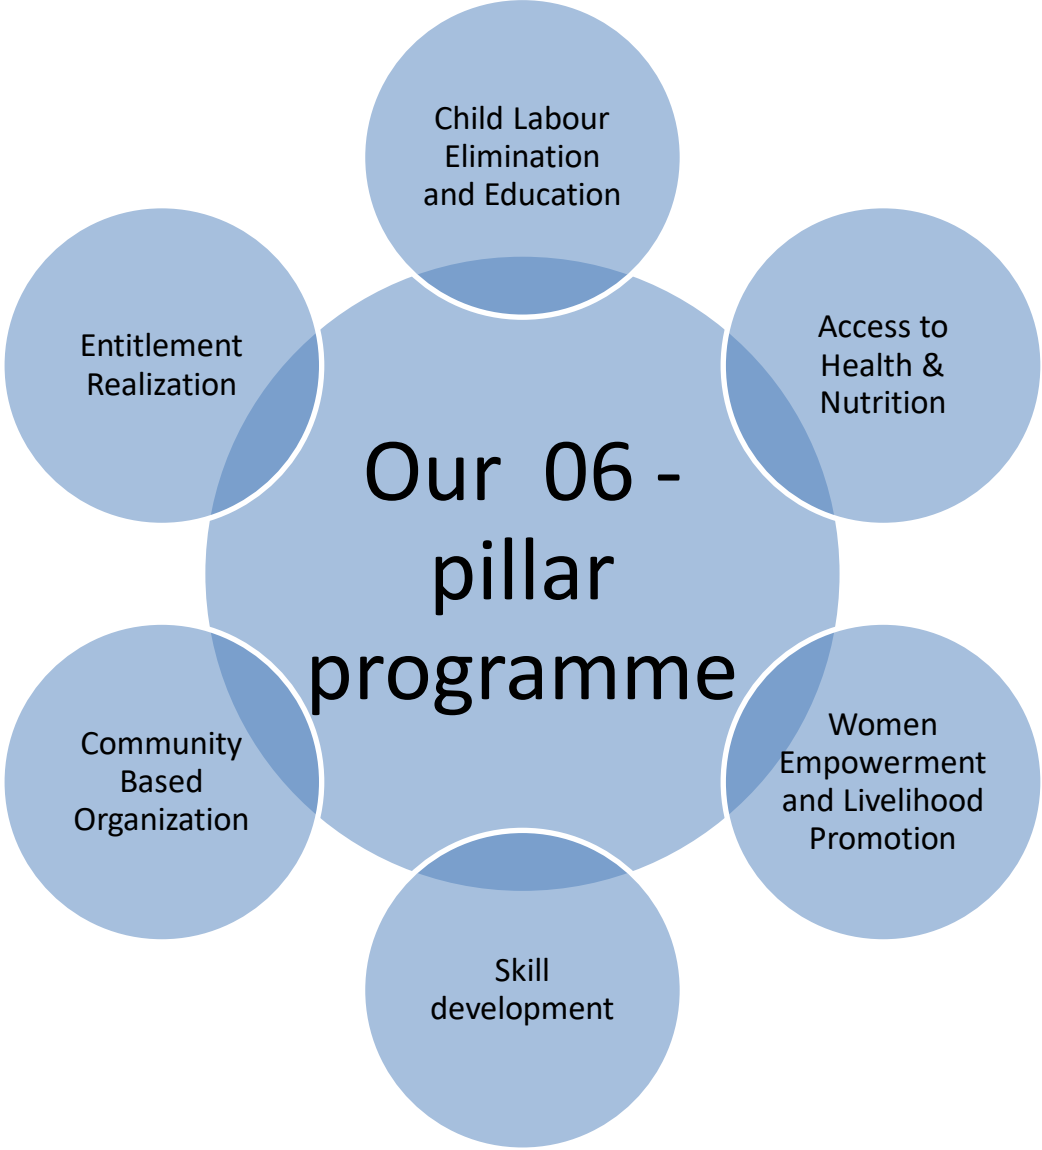 Child Labour
Elimination
and Education
Entitlement
Realization
Access to
Health &
Nutrition
Our  06 -
pillar
programme
Community
Based
Organization
Women
Empowerment
and Livelihood
Promotion
Skill
development